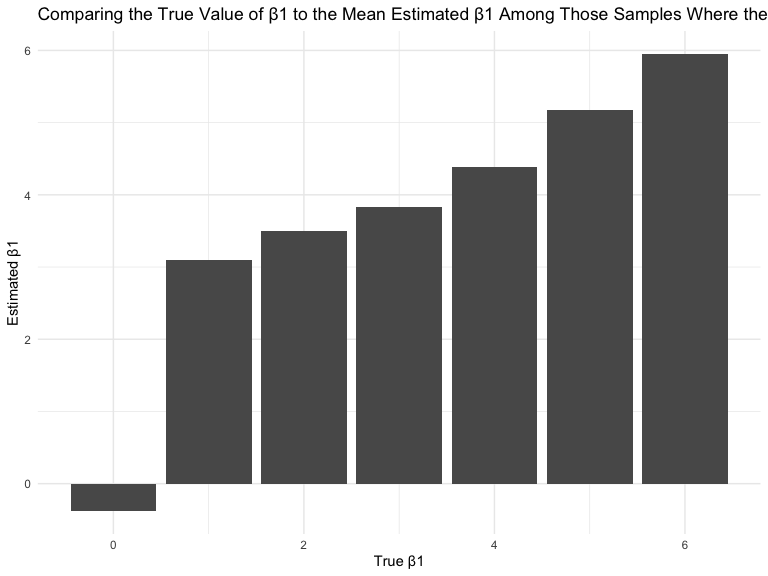 Comparing the True Value of β1 to the Mean Estimated β1 Among Those Samples Where the
6
4
2
0
Estimated β1
0 2 4 6
True β1